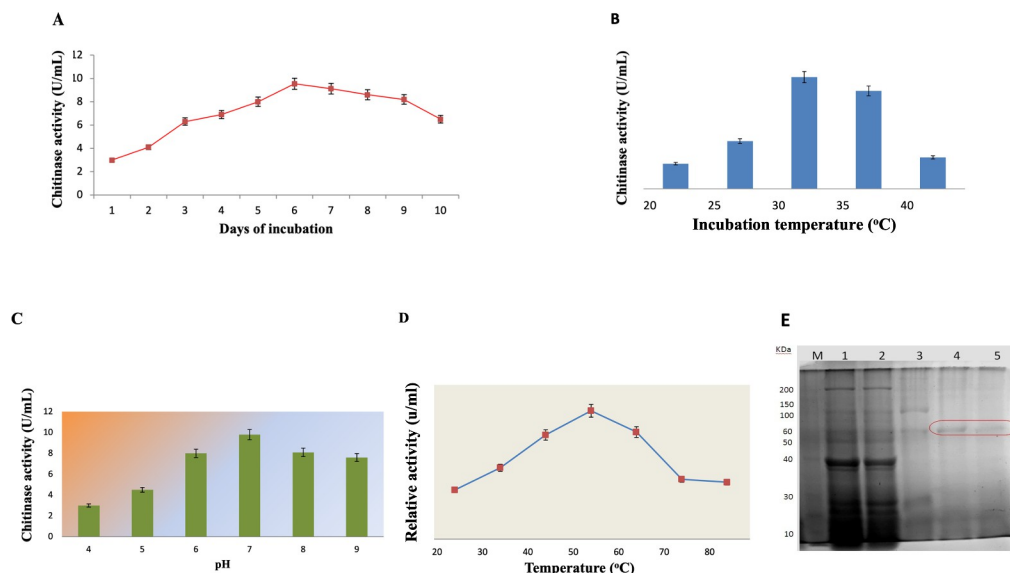 A
Chitinase activity (U/mL)
12
10
8
6
4
2
0
1 2 3 4 5 6 7 8 9 10
Days of incubation
B
Chitinase activity (U/mL)
20 25 30 35 40
Incubation temperature (°C)
C
Chitinase activity (U/mL)
12
10
8
6
4
2
0
4 5 6 7 8 9
pH
D
Relative activity (u/ml)
20 30 40 50 60 70 80
Temperature (°C)
E
KDa M 1 2 3 4 5
200
150
100
60
50
40
30
10